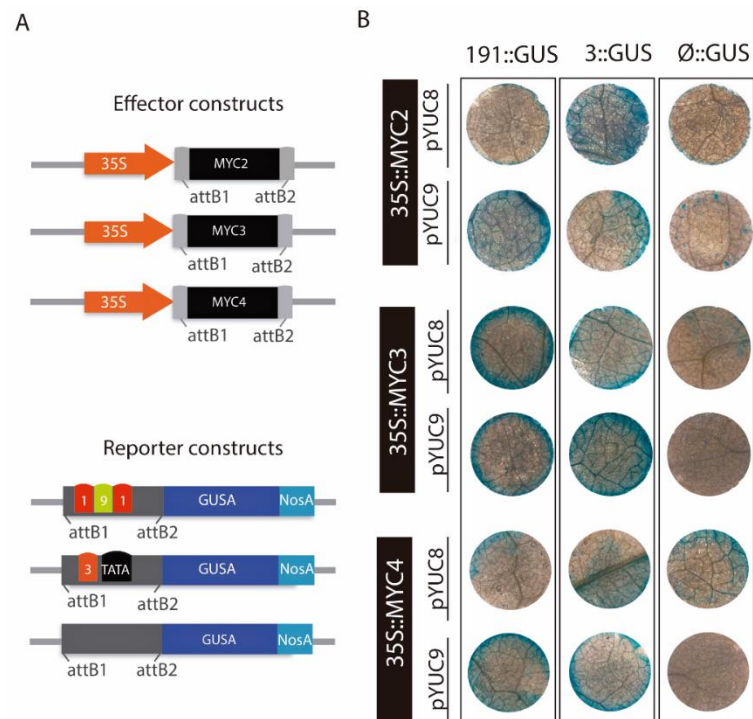 A
Effector constructs
35S MYC2
attB1 attB2
35S MYC3
attB1 attB2
35S MYC4
attB1 attB2
Reporter constructs
1 9 1 GUSA NosA
attB1 attB2
3 TATA GUSA NosA
attB1 attB2
GUSA NosA
attB1 attB2
B
191::GUS 3::GUS Ø::GUS
35S::MYC2
pYUC8
pYUC9
35S::MYC3
pYUC8
pYUC9
35S::MYC4
pYUC8
pYUC9